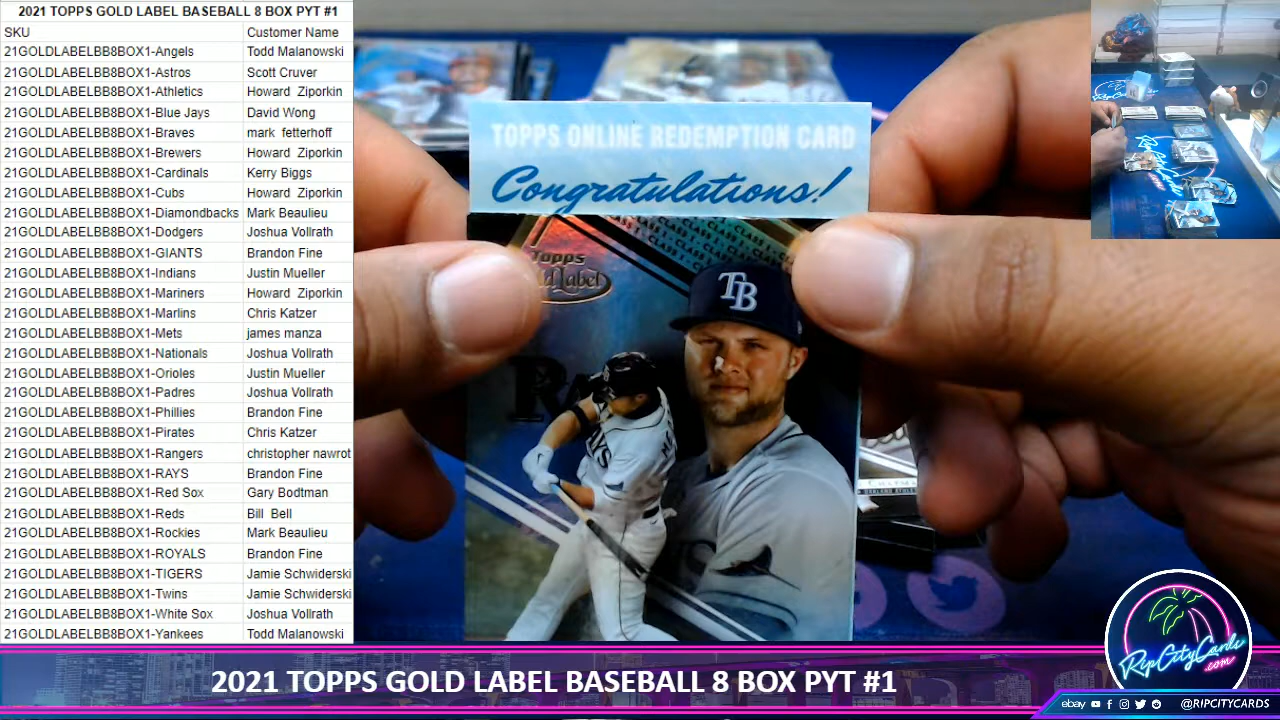 2021 TOPPS GOLD LABEL BASEBALL 8 BOX PYT #1
SKU Customer Name
21GOLDLABELBB8BOX1-Angels Todd Malanowski
21GOLDLABELBB8BOX1-Astros Scott Cruver
21GOLDLABELBB8BOX1-Athletics Howard Ziporkin
21GOLDLABELBB8BOX1-Blue Jays David Wong
21GOLDLABELBB8BOX1-Braves mark fetterhoff
21GOLDLABELBB8BOX1-Brewers Howard Ziporkin
21GOLDLABELBB8BOX1-Cardinals Kerry Biggs
21GOLDLABELBB8BOX1-Cubs Howard Ziporkin
21GOLDLABELBB8BOX1-Diamondbacks Mark Beaulieu
21GOLDLABELBB8BOX1-Dodgers Joshua Vollrath
21GOLDLABELBB8BOX1-GIANTS Brandon Fine
21GOLDLABELBB8BOX1-Indians Justin Mueller
21GOLDLABELBB8BOX1-Mariners Howard Ziporkin
21GOLDLABELBB8BOX1-Marlins Chris Katzer
21GOLDLABELBB8BOX1-Mets james manza
21GOLDLABELBB8BOX1-Nationals Joshua Vollrath
21GOLDLABELBB8BOX1-Orioles Justin Mueller
21GOLDLABELBB8BOX1-Padres Joshua Vollrath
21GOLDLABELBB8BOX1-Phillies Brandon Fine
21GOLDLABELBB8BOX1-Pirates Chris Katzer
21GOLDLABELBB8BOX1-Rangers christopher nawrot
21GOLDLABELBB8BOX1-RAYS Brandon Fine
21GOLDLABELBB8BOX1-Red Sox Gary Bodtman
21GOLDLABELBB8BOX1-Reds Bill Bell
21GOLDLABELBB8BOX1-Rockies Mark Beaulieu
21GOLDLABELBB8BOX1-ROYALS Brandon Fine
21GOLDLABELBB8BOX1-TIGERS Jamie Schwiderski
21GOLDLABELBB8BOX1-Twins Jamie Schwiderski
21GOLDLABELBB8BOX1-White Sox Joshua Vollrath
21GOLDLABELBB8BOX1-Yankees Todd Malanowski
TOPPS ONLINE REDEMPTION CARD
Congratulations!
CLASS 1 CLASS 1 CLASS 1
Topps
TB
RipCityCards
.com
2021 TOPPS GOLD LABEL BASEBALL 8 BOX PYT #1
ebay @RIPCITYCARDS